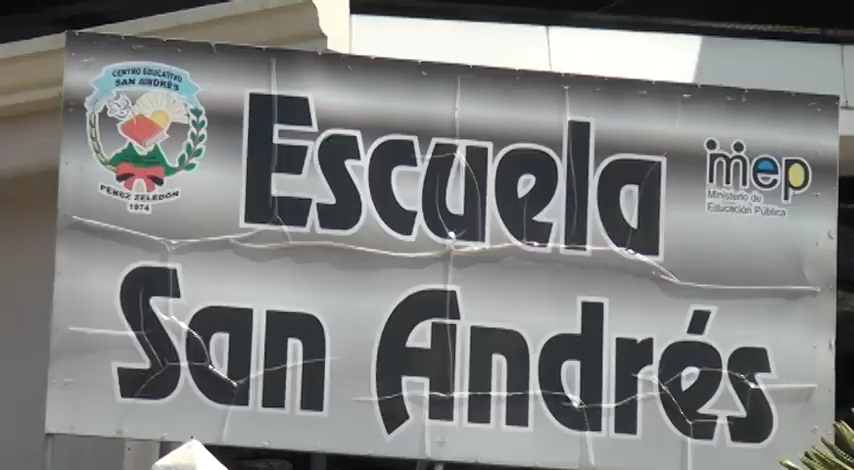 CENTRO EDUCATIVO
SAN ANDRÉS
PÉREZ ZELEDÓN
1974
Escuela
San Andrés
mep
Ministerio de
Educación Pública